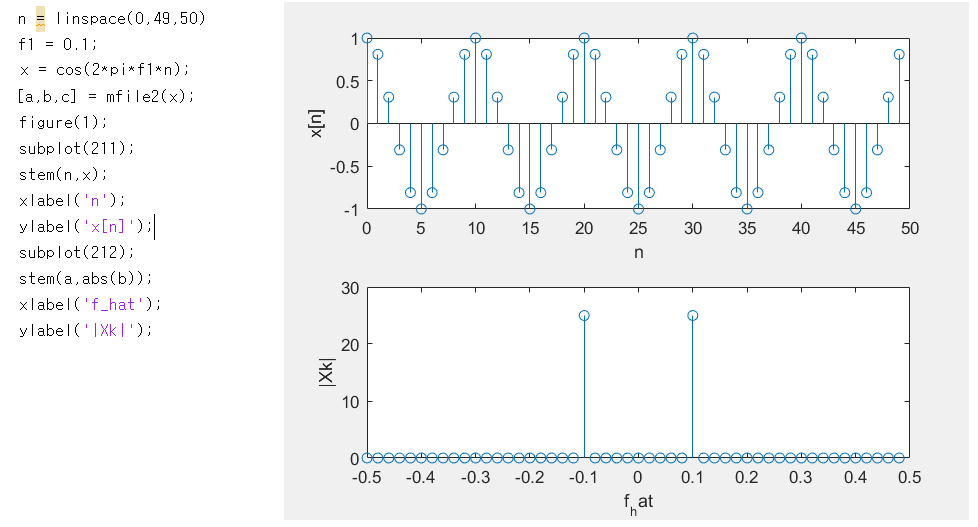 n = linspace(0,49,50)
f1 = 0.1;
x = cos(2*pi*f1*n);
[a,b,c] = mfile2(x);
figure(1);
subplot(211);
stem(n,x);
xlabel('n');
ylabel('x[n]');
subplot(212);
stem(a,abs(b));
xlabel('f_hat');
ylabel('|Xk|');
1
0.5
0
-0.5
-1
x[n]
0 5 10 15 20 25 30 35 40 45 50
n
30
20
10
0
|Xk|
-0.5 -0.4 -0.3 -0.2 -0.1 0 0.1 0.2 0.3 0.4 0.5
f_hat